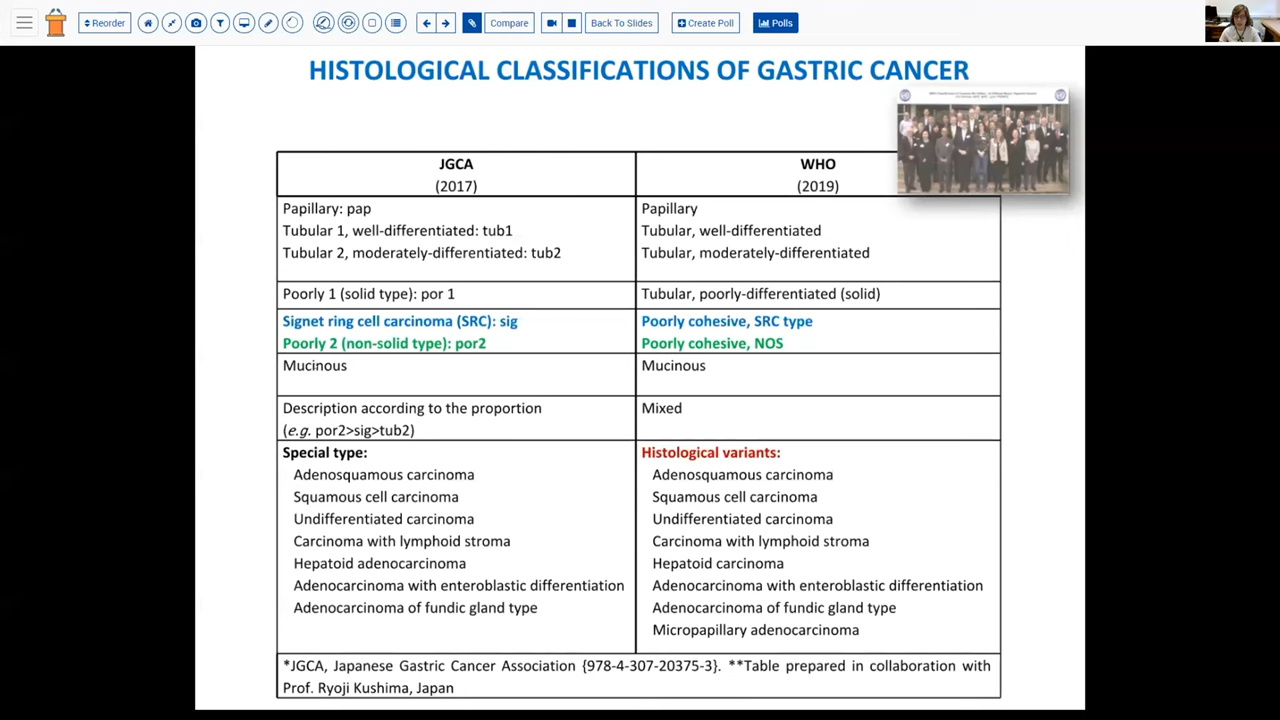 Reorder
Compare
Back To Slides
Create Poll
Polls
HISTOLOGICAL CLASSIFICATIONS OF GASTRIC CANCER
JGCA
(2017)
WHO
(2019)
Papillary: pap
Tubular 1, well-differentiated: tub1
Tubular 2, moderately-differentiated: tub2
Papillary
Tubular, well-differentiated
Tubular, moderately-differentiated
Poorly 1 (solid type): por 1
Tubular, poorly-differentiated (solid)
Signet ring cell carcinoma (SRC): sig
Poorly 2 (non-solid type): por2
Poorly cohesive, SRC type
Poorly cohesive, NOS
Mucinous
Mucinous
Description according to the proportion
(e.g. por2>sig>tub2)
Mixed
Special type:
Adenosquamous carcinoma
Squamous cell carcinoma
Undifferentiated carcinoma
Carcinoma with lymphoid stroma
Hepatoid adenocarcinoma
Adenocarcinoma with enteroblastic differentiation
Adenocarcinoma of fundic gland type
Histological variants:
Adenosquamous carcinoma
Squamous cell carcinoma
Undifferentiated carcinoma
Carcinoma with lymphoid stroma
Hepatoid carcinoma
Adenocarcinoma with enteroblastic differentiation
Adenocarcinoma of fundic gland type
Micropapillary adenocarcinoma
*JGCA, Japanese Gastric Cancer Association {978-4-307-20375-3}. **Table prepared in collaboration with
Prof. Ryoji Kushima, Japan